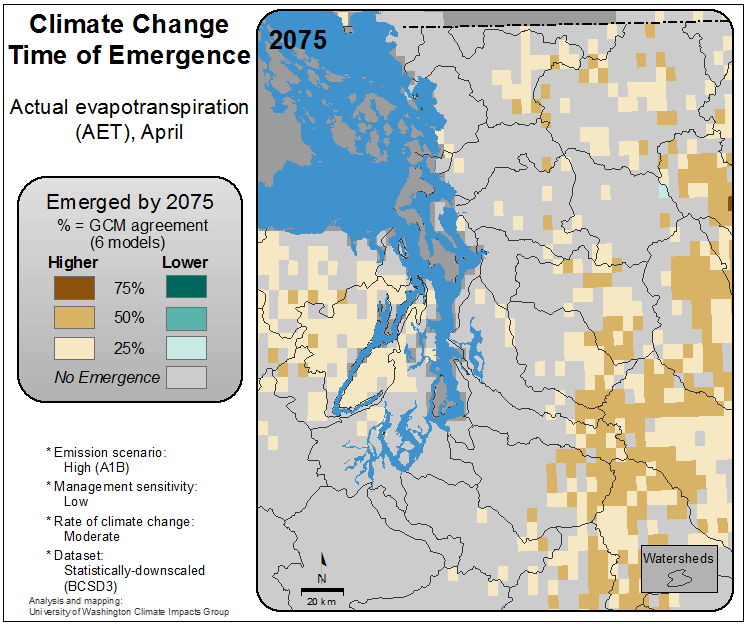 Climate Change
Time of Emergence
Actual evapotranspiration
(AET), April
Emerged by 2075
% = GCM agreement
(6 models)
Higher
Lower
75%
50%
25%
No Emergence
* Emission scenario:
High (A1B)
* Management sensitivity:
Low
* Rate of climate change:
Moderate
* Dataset:
Statistically-downscaled
(BCSD3)
Analysis and mapping:
University of Washington Climate Impacts Group
2075
N
20 km
Watersheds